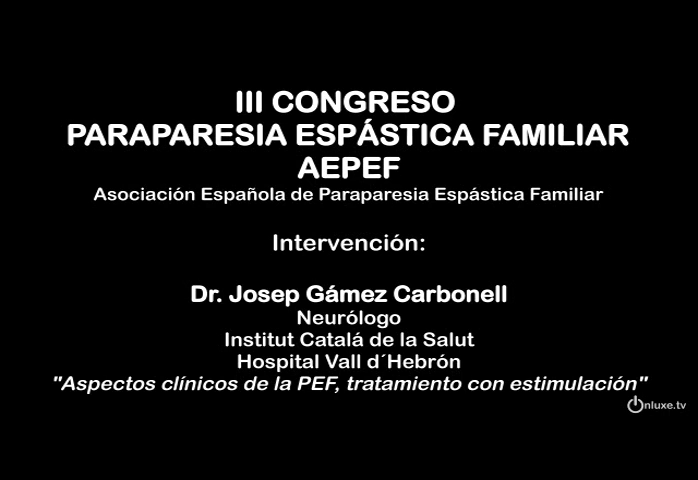 III CONGRESO
PARAPARESIA ESPÁSTICA FAMILIAR
AEPEF
Asociación Española de Paraparesia Espástica Familiar
Intervención:
Dr. Josep Gámez Carbonell
Neurólogo
Institut Catalá de la Salut
Hospital Vall d´Hebrón
"Aspectos clínicos de la PEF, tratamiento con estimulación"
Onluxe.tv